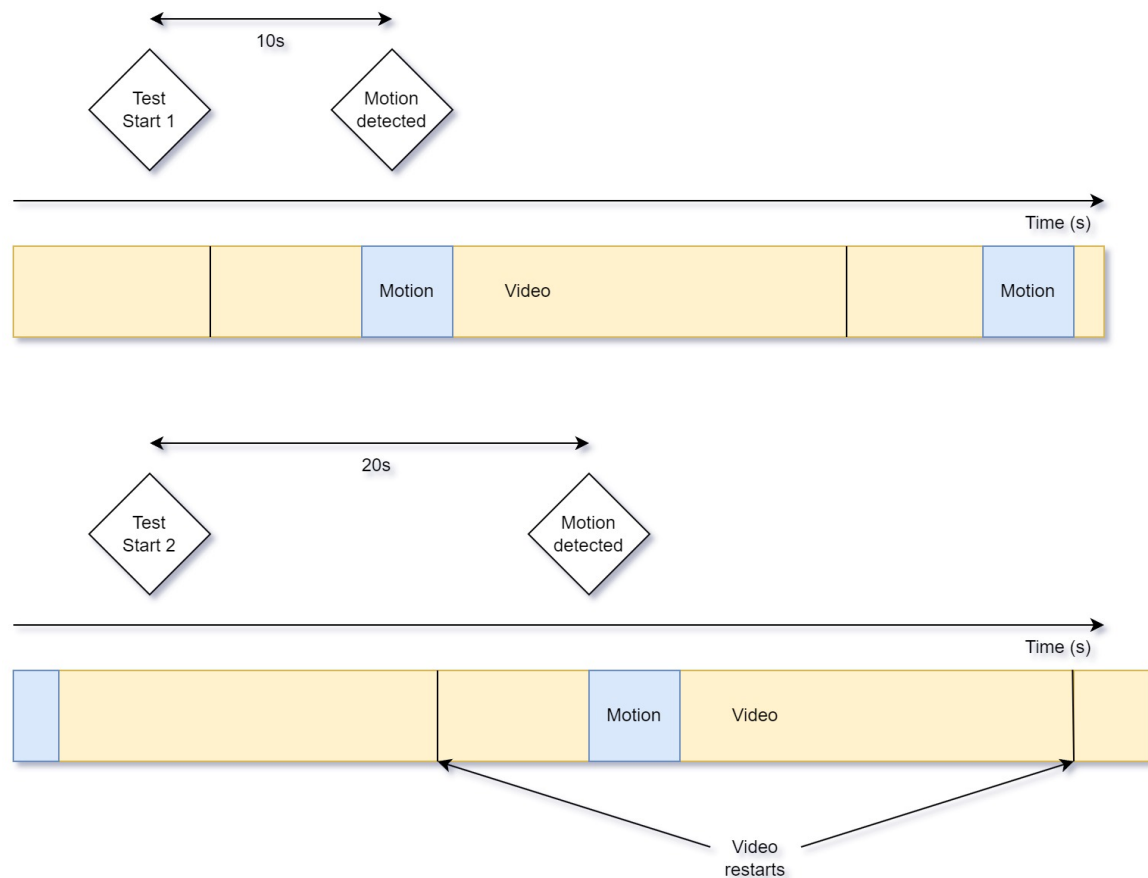 10s
Test
Start 1
Motion
detected
Time (s)
Motion
Video
Motion
20s
Test
Start 2
Motion
detected
Time (s)
Motion
Video
Video
restarts